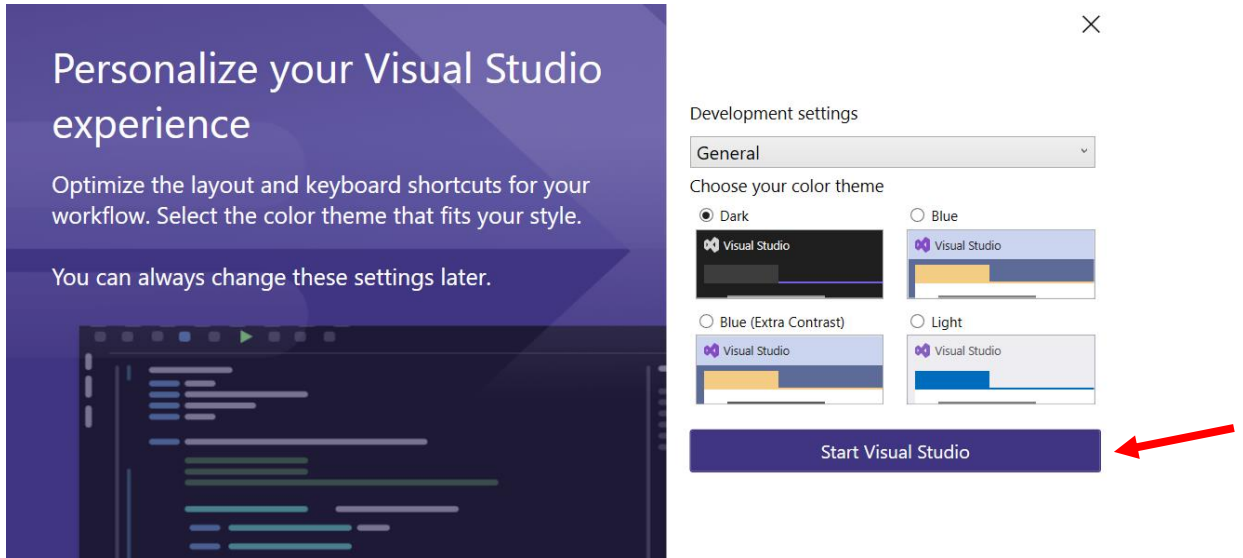 Personalize your Visual Studio
experience
Optimize the layout and keyboard shortcuts for your
workflow. Select the color theme that fits your style.
You can always change these settings later.
Development settings
General
Choose your color theme
Dark
Blue
Visual Studio
Visual Studio
Blue (Extra Contrast)
Light
Visual Studio
Visual Studio
Start Visual Studio